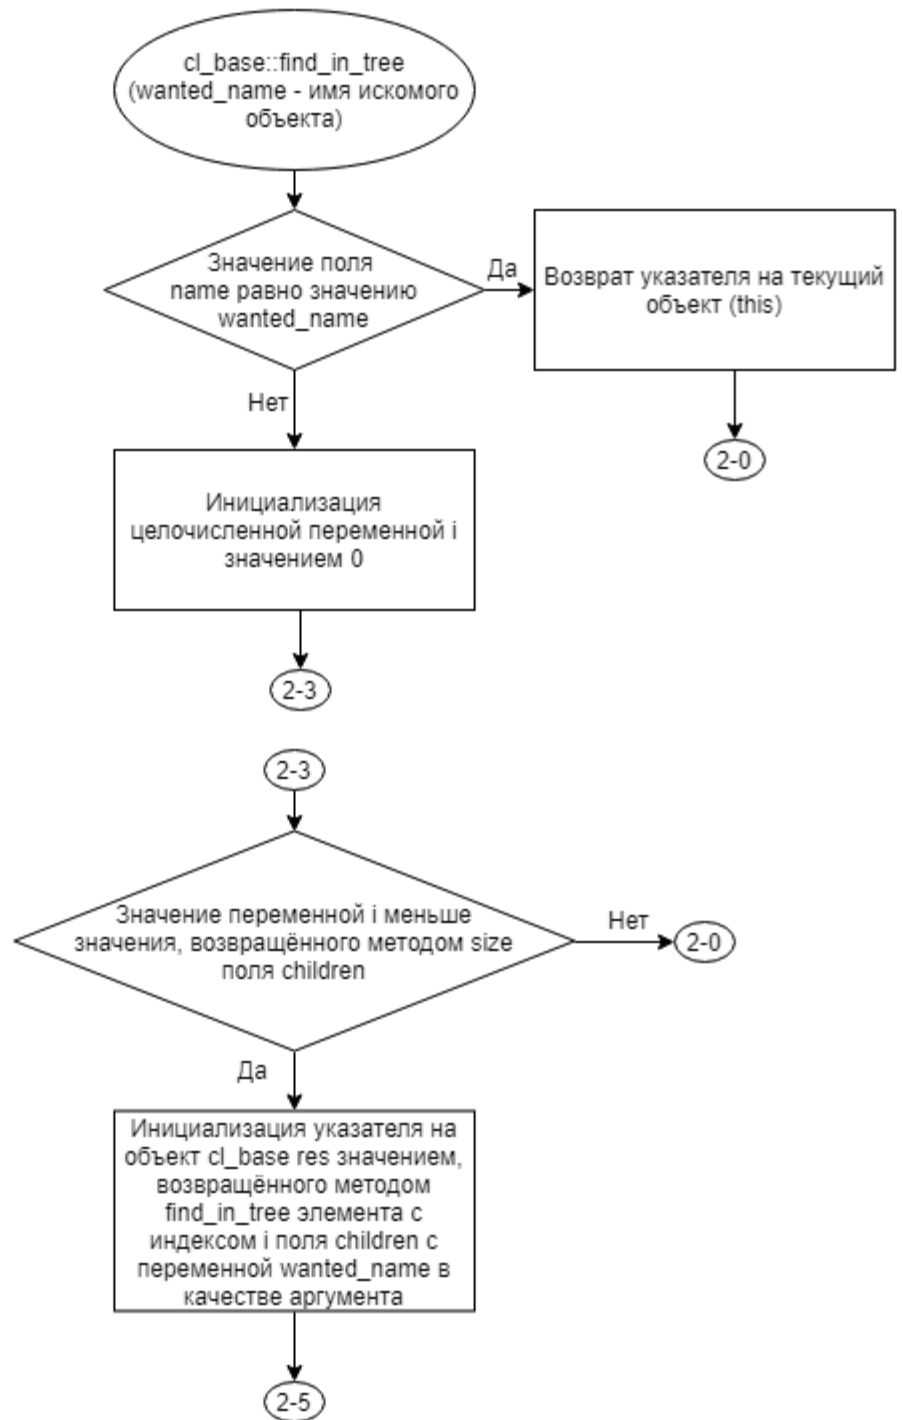 cl_base::find_in_tree
(wanted_name - имя искомого
объекта)
Значение поля
name равно значению
wanted_name
Да
Возврат указателя на текущий
объект (this)
Нет
2-0
Инициализация
целочисленной переменной i
значением 0
2-3
2-3
Значение переменной i меньше
значения, возвращённого методом size
поля children
Нет
2-0
Да
Инициализация указателя на
объект cl_base res значением,
возвращённого методом
find_in_tree элемента с
индексом i поля children с
переменной wanted_name в
качестве аргумента
2-5